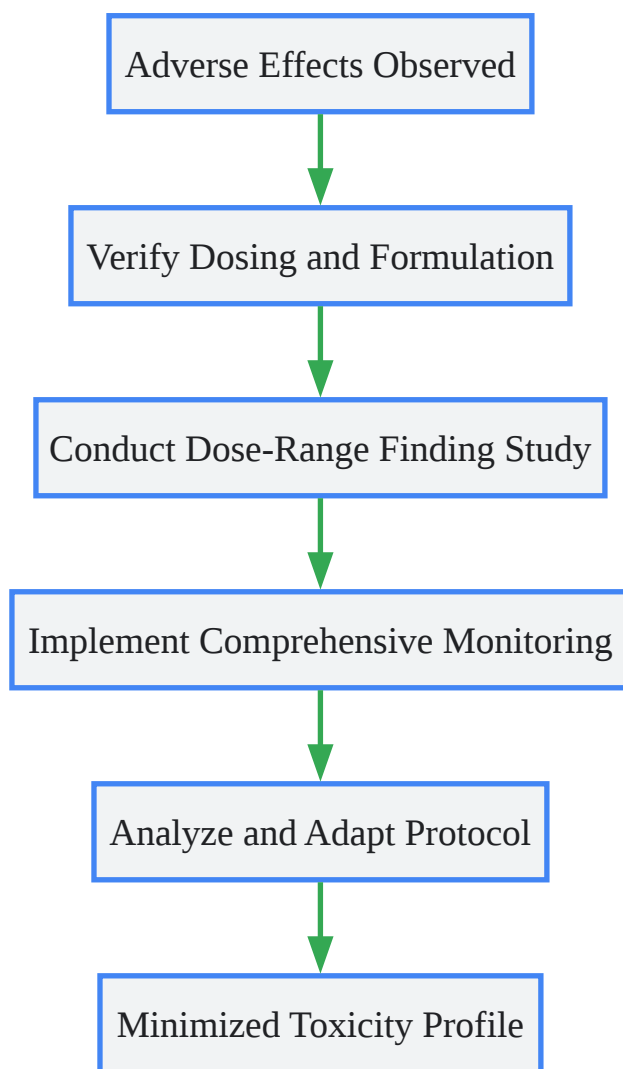 Adverse Effects Observed
Verify Dosing and Formulation
Conduct Dose-Range Finding Study
Implement Comprehensive Monitoring
Analyze and Adapt Protocol
Minimized Toxicity Profile